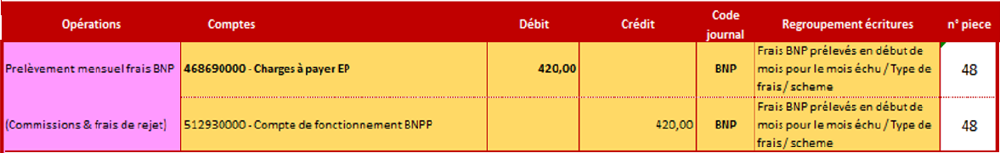 Opérations Comptes Débit Crédit Code journal Regroupement écritures n° piece
Prelèvement mensuel frais BNP 468690000 - Charges à payer EP 420,00 BNP Frais BNP prélevés en début de
mois pour le mois échu / Type de
frais / scheme 48
(Commissions & frais de rejet) 512930000 - Compte de fonctionnement BNPP 420,00 BNP Frais BNP prélevés en début de
mois pour le mois échu / Type de
frais / scheme 48